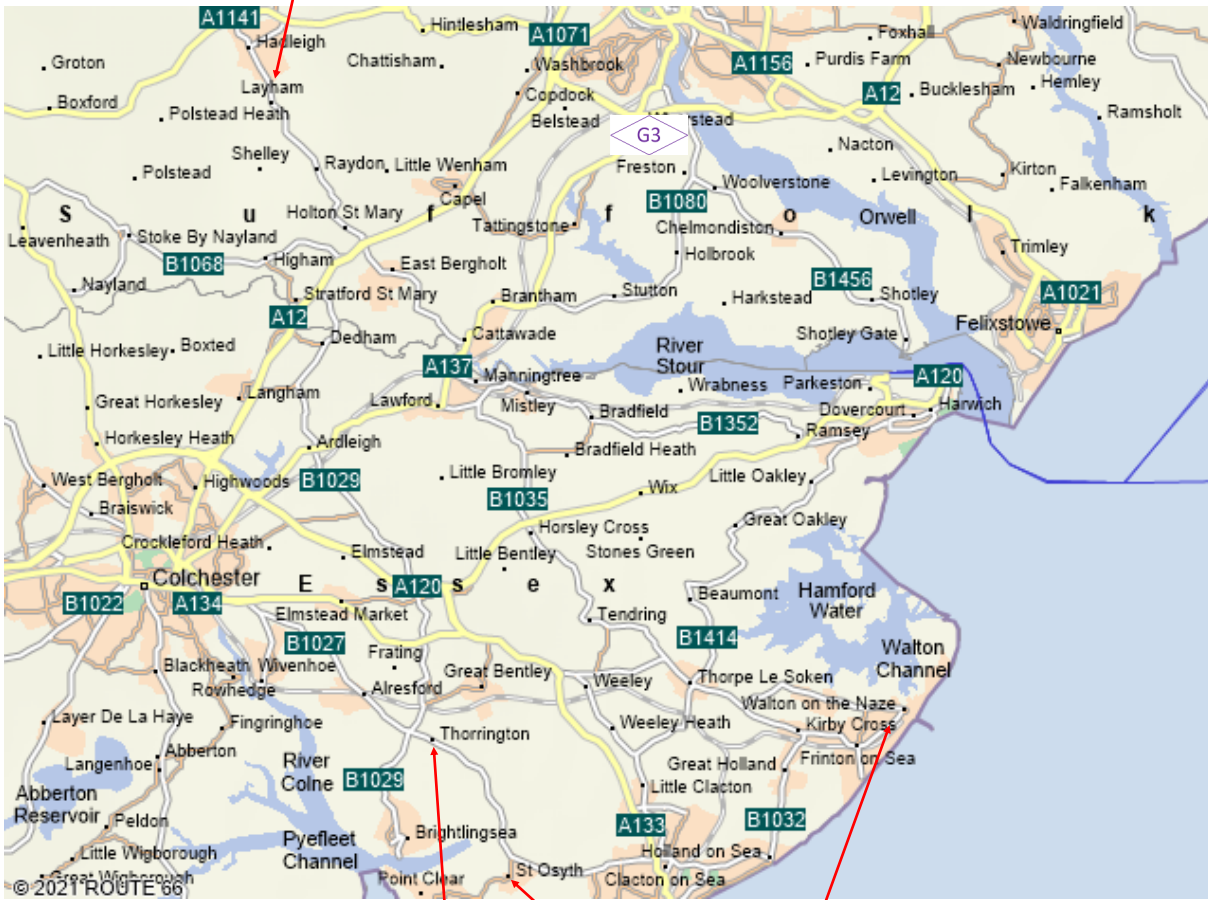 A1141
Hintlesham
Waldringfield
Hadleigh
A1071
Foxhall
Groton
Chattisham
Washbrook
A1156
Purdis Farm
Newbourne
Hemley
Layham
Boxford
Copdock
A12
Bucklesham
Polstead Heath
Belstead
Ramsholt
G3
Nacton
Shelley
Raydon
Little Wenham
Freston
Levington
Kirton
Polstead
Woolverstone
Falkenham
Capel
B1080
S u f f o l k
Holton St Mary
Tattingstone
Chelmondiston
Orwell
Leavenheath
Stoke By Nayland
Trimley
B1068
Higham
East Bergholt
Holbrook
Nayland
Stratford St Mary
Brantham
Stutton
Harkstead
B1456
Shotley
A1021
A12
Felixstowe
Dedham
Cattawade
Shotley Gate
Little Horkesley
Boxted
River
Stour
A137
Manningtree
Wrabness
Parkeston
A120
Langham
Great Horkesley
Lawford
Mistley
Bradfield
Dovercourt
Harwich
B1352
Ramsey
Horkesley Heath
Ardleigh
Bradfield Heath
West Bergholt
Highwoods
B1029
Little Bromley
Little Oakley
B1035
Wix
Braiswick
Great Oakley
Horsley Cross
Crockleford Heath
Elmstead
Little Bentley
Stones Green
Colchester
E s s e x
A120
B1022
A134
Elmstead Market
Beaumont
Hamford
Water
Tendring
B1027
B1414
Frating
Walton
Channel
Blackheath
Wivenhoe
Great Bentley
Rowhedge
Alresford
Weeley
Thorpe Le Soken
Walton on the Naze
Layer De La Haye
Fingringhoe
Weeley Heath
Kirby Cross
Thorrington
Abberton
Frinton on Sea
Langenhoe
River
Colne
Great Holland
B1029
Little Clacton
Abberton
Reservoir
Peldon
A133
B1032
Brightlingsea
Pyefleet
Channel
Little Wigborough
Holland on Sea
St Osyth
Great Wigborough
Point Clear
Clacton on Sea
© 2021 ROUTE 66